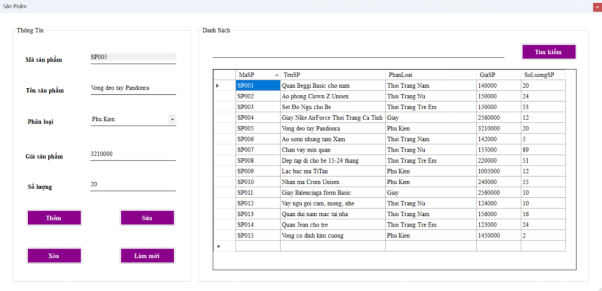 Sản Phẩm
Thông Tin
Mã sản phẩm SP005
Tên sản phẩm Vong deo tay Pandonra
Phân loại Phu Kien
Giá sản phẩm 3210000
Số lượng 20
Thêm Sửa
Xóa Làm mới
Danh Sách
Tìm kiếm
MaSP TenSP PhanLoai GiaSP SoLuongSP
SP001 Quan Beggi Basic cho nam Thoi Trang Nam 140000 20
SP002 Ao phong Clown Z Unisex Thoi Trang Nu 150000 24
SP003 Set Đo Ngu cho Be Thoi Trang Tre Em 150000 53
SP004 Giay Nike AirForce Thoi Trang Ca Tinh Giay 2560000 12
SP005 Vong deo tay Pandonra Phu Kien 3210000 20
SP006 Ao somi nhung tam Xam Thoi Trang Nam 142000 5
SP007 Chan vay mix quan Thoi Trang Nu 155000 89
SP008 Dep tap di cho be 15-24 thang Thoi Trang Tre Em 220000 51
SP009 Lac bac ma TiTan Phu Kien 1005000 12
SP010 Nhan ma Crom Unisex Phu Kien 240000 15
SP011 Giay Balenciaga form Basic Giay 2560000 10
SP012 Vay ngu goi cam, mong, nhe Thoi Trang Nu 124000 10
SP013 Quan dui nam mac tai nha Thoi Trang Nam 156000 16
SP014 Quan Jean cho tre Thoi Trang Tre Em 123000 24
SP015 Vong co dinh kim cuong Phu Kien 1450000 2